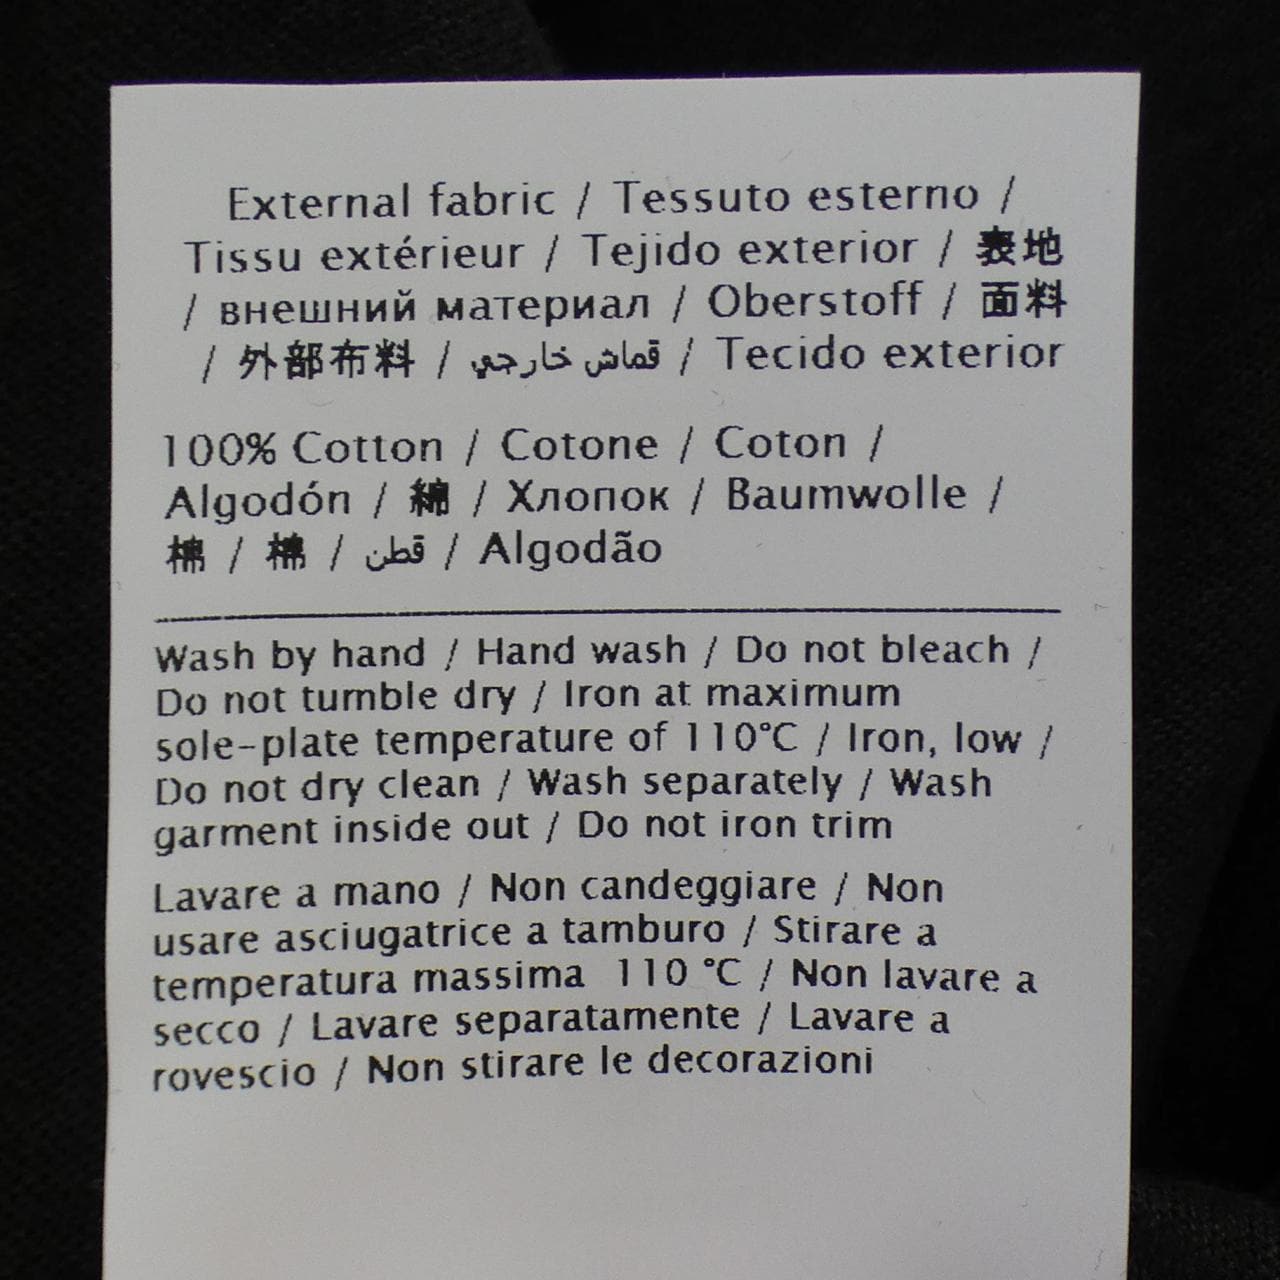 External fabric / Tessuto esterno /
Tissu extérieur / Tejido exterior / 表地
/ внешний материал / Oberstoff / 面料
/ 外部布料 / قماش خارجي / Tecido exterior
100% Cotton / Cotone / Coton /
Algodón / 綿 / Хлопок / Baumwolle /
棉 / 棉 / قطن / Algodão
Wash by hand / Hand wash / Do not bleach /
Do not tumble dry / Iron at maximum
sole-plate temperature of 110°C / Iron, low /
Do not dry clean / Wash separately / Wash
garment inside out / Do not iron trim
Lavare a mano / Non candeggiare / Non
usare asciugatrice a tamburo / Stirare a
temperatura massima 110 °C / Non lavare a
secco / Lavare separatamente / Lavare a
rovescio / Non stirare le decorazioni